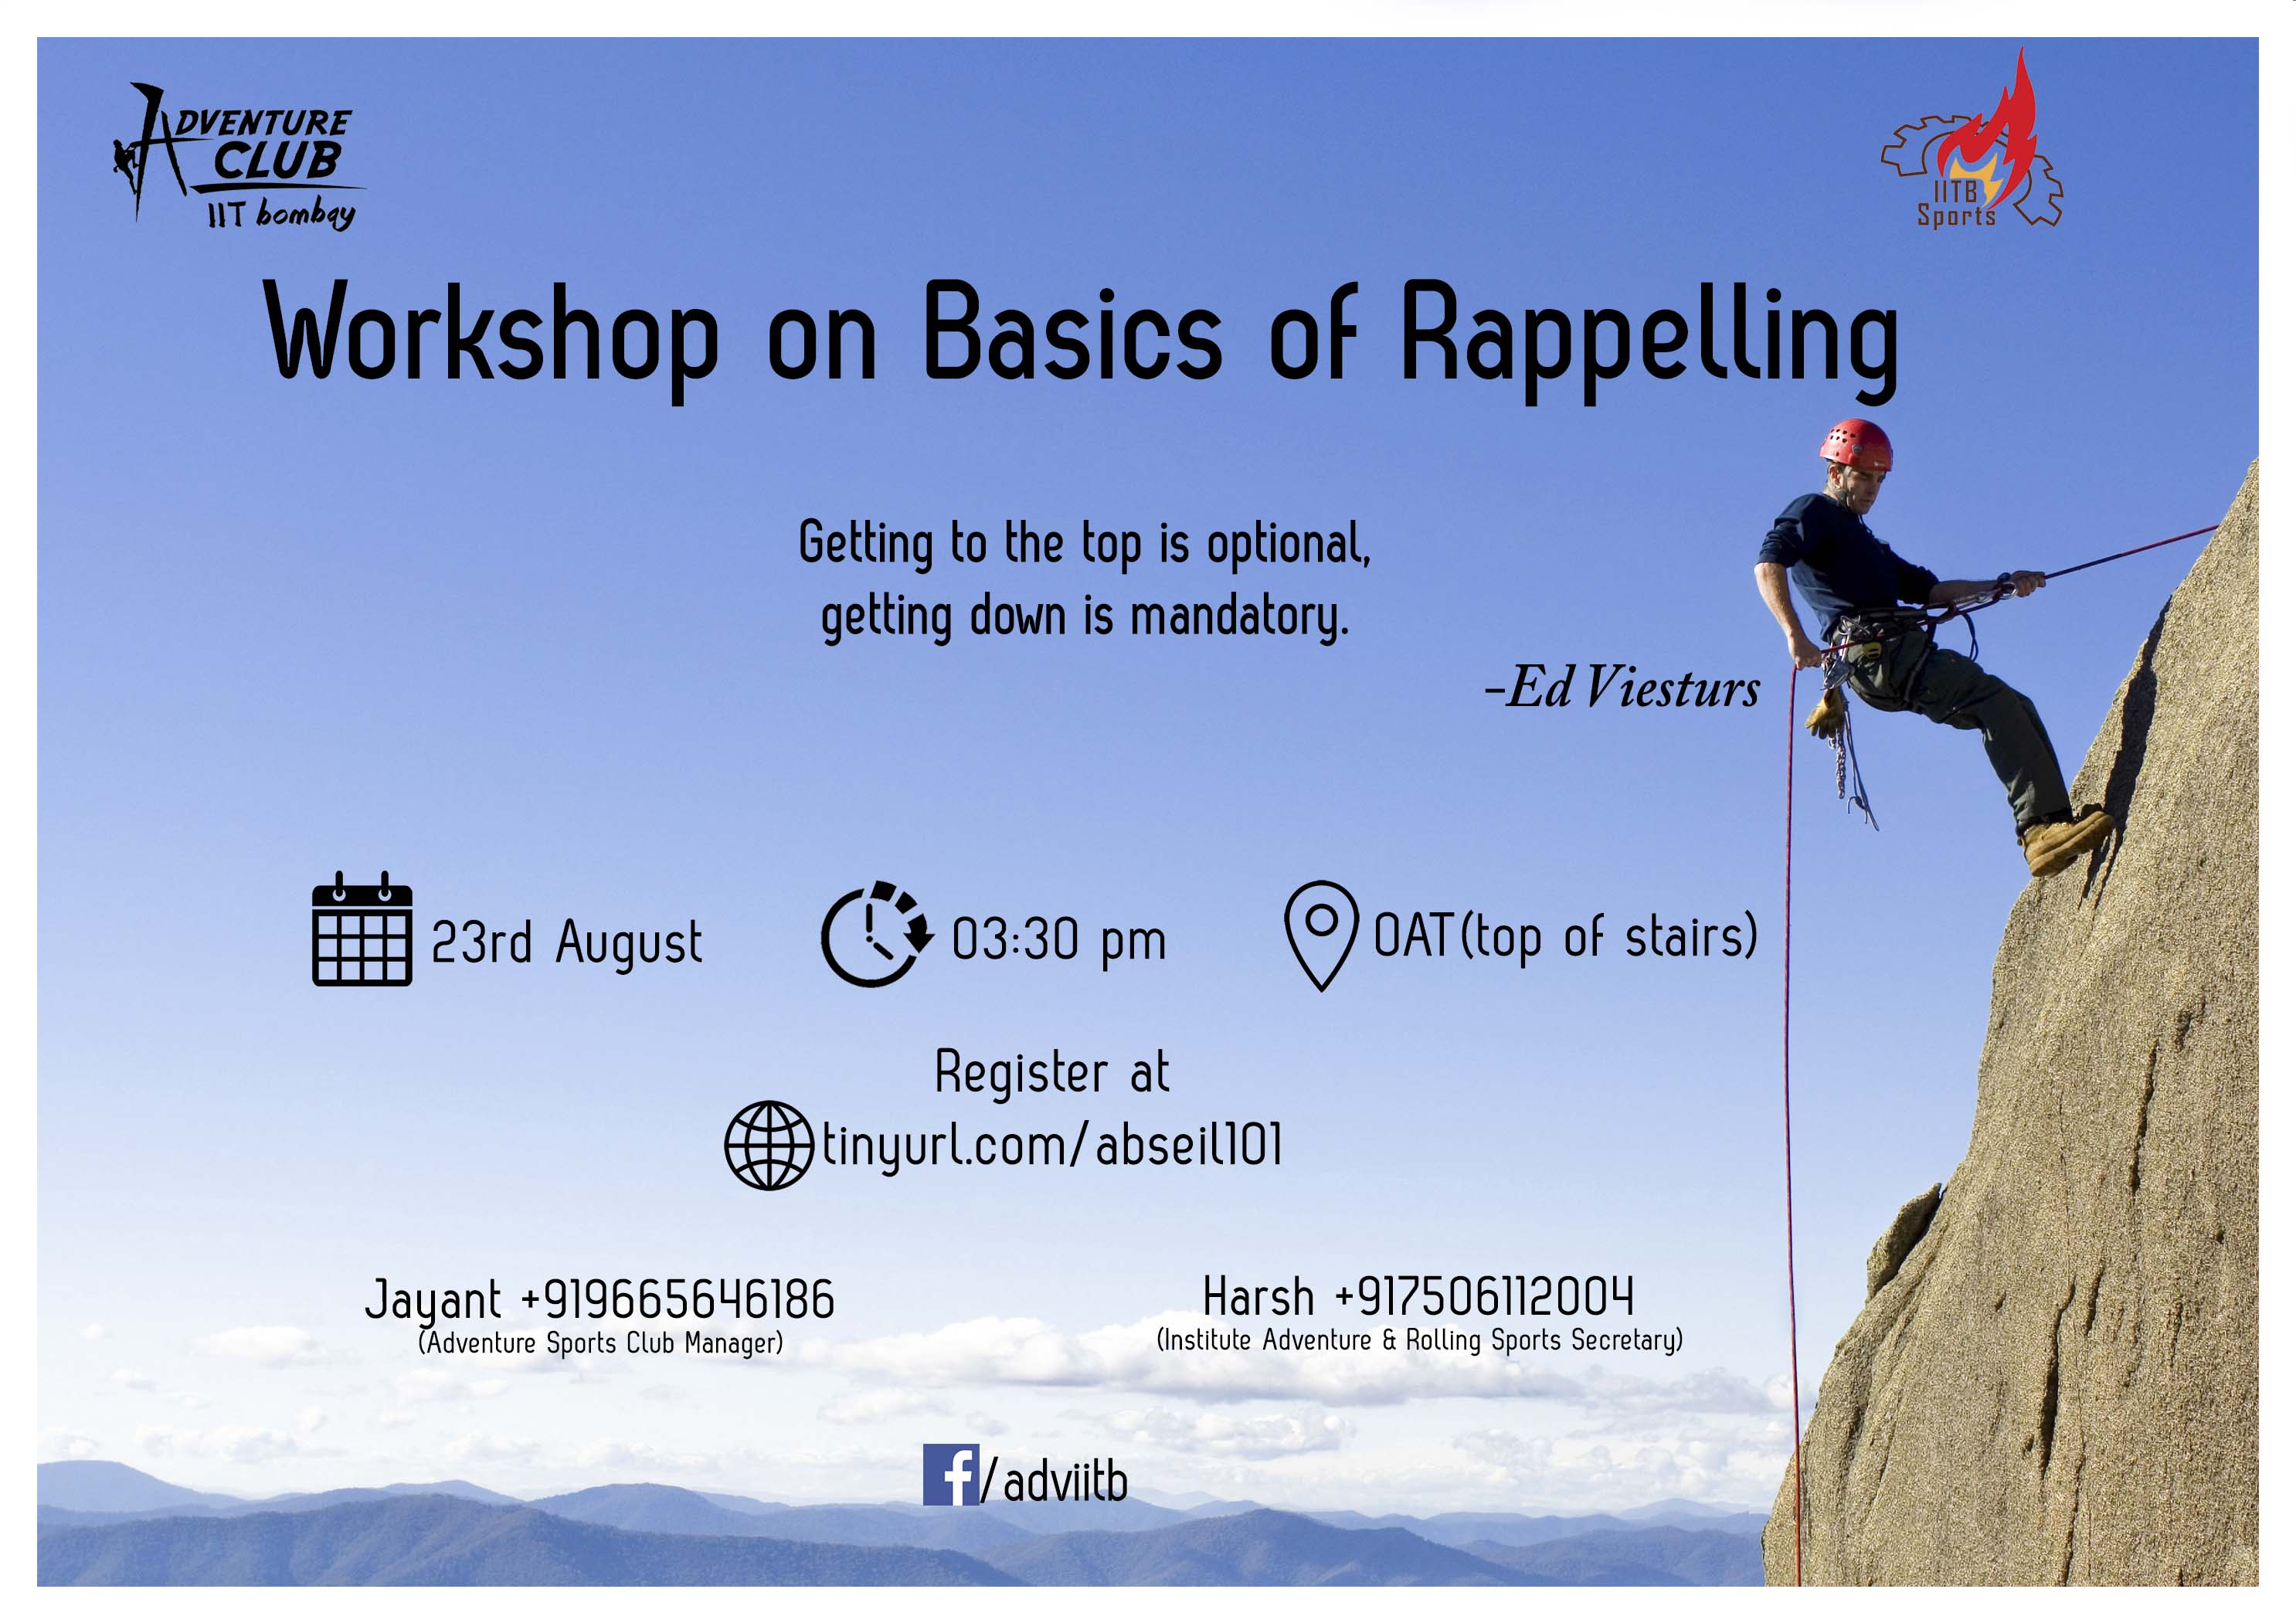 ADVENTURE
CLUB
IIT bombay
IITB
Sports
Workshop on Basics of Rappelling
Getting to the top is optional,
getting down is mandatory.
-Ed Viesturs
23rd August
03:30 pm
OAT(top of stairs)
Register at
tinyurl.com/abseil101
Jayant +919665646186
(Adventure Sports Club Manager)
Harsh +917506112004
(Institute Adventure & Rolling Sports Secretary)
f/adviitb